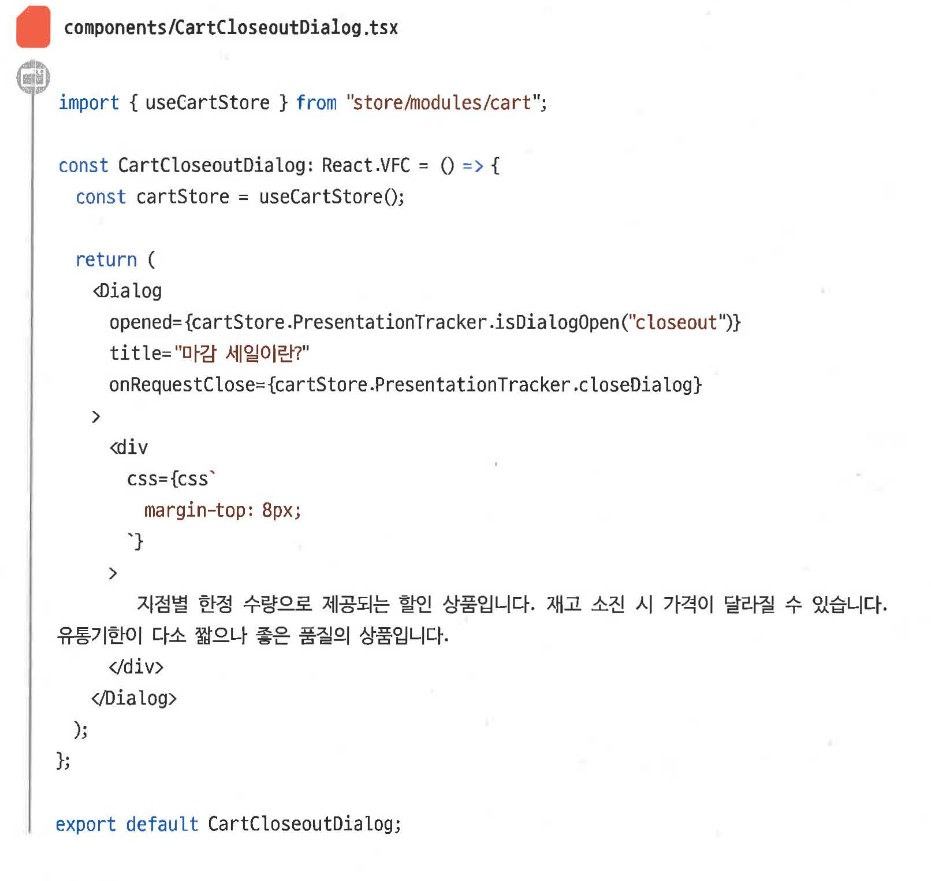 components/CartCloseoutDialog.tsx
import { useCartStore } from "store/modules/cart";
const CartCloseoutDialog: React.VFC = () => {
const cartStore = useCartStore();
return (
<Dialog
opened={cartStore.PresentationTracker.isDialogOpen("closeout")}
title="마감 세일이란?"
onRequestClose={cartStore.PresentationTracker.closeDialog}
>
<div
css={css`
margin-top: 8px;
`}
>
지점별 한정 수량으로 제공되는 할인 상품입니다. 재고 소진 시 가격이 달라질 수 있습니다.
유통기한이 다소 짧으나 좋은 품질의 상품입니다.
</div>
</Dialog>
);
};
export default CartCloseoutDialog;